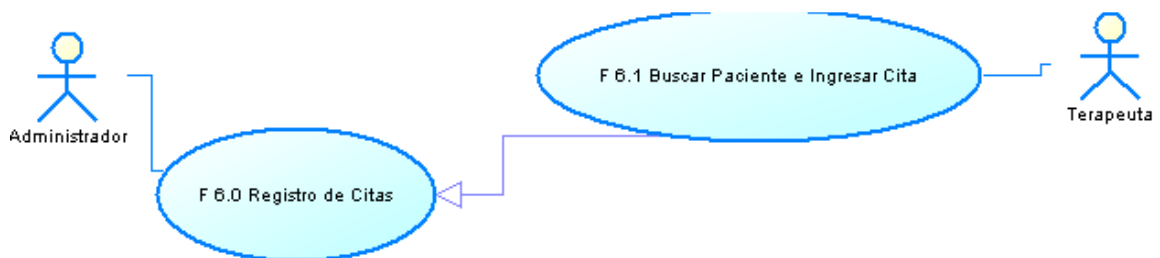 F 6.1 Buscar Paciente e Ingresar Cita
Terapeuta
Administrador
F 6.0 Registro de Citas